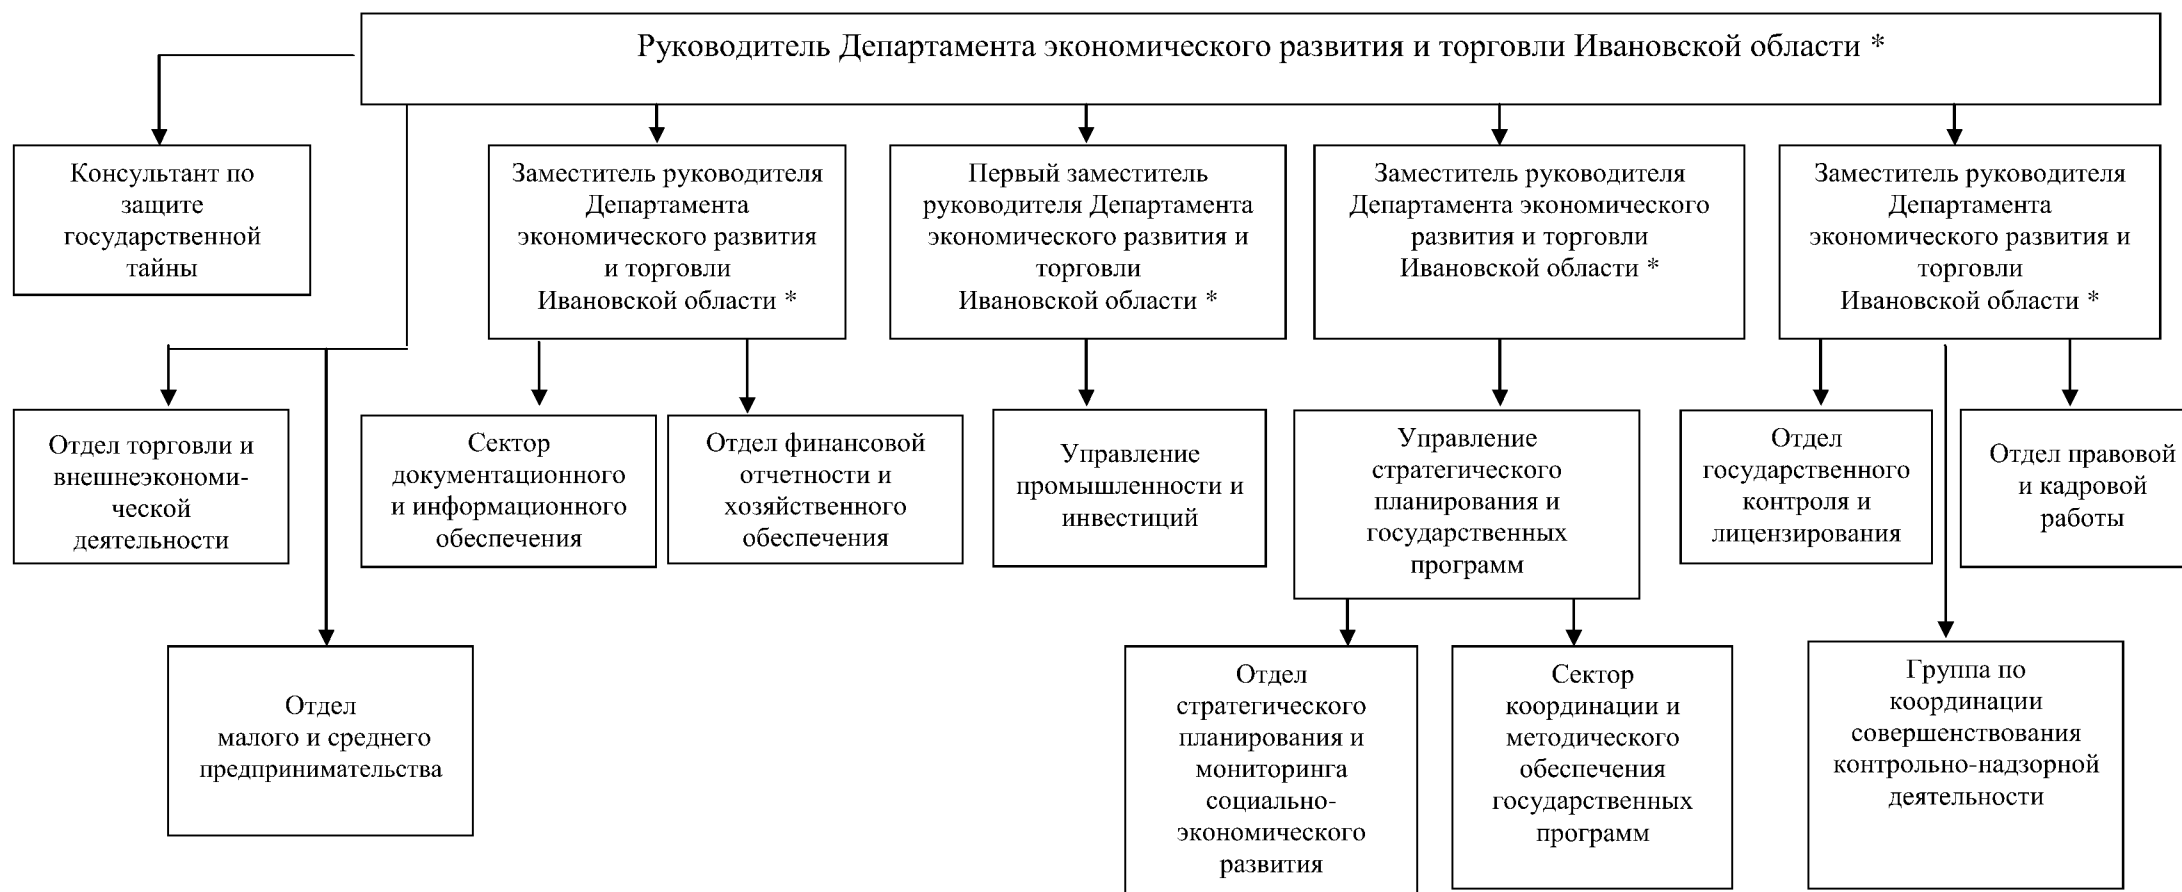 Руководитель Департамента экономического развития и торговли Ивановской области *
Консультант по
защите
государственной
тайны
Заместитель руководителя
Департамента
экономического развития
и торговли
Ивановской области *
Первый заместитель
руководителя Департамента
экономического развития и
торговли
Ивановской области *
Заместитель руководителя
Департамента экономического
развития и торговли
Ивановской области *
Заместитель руководителя
Департамента
экономического развития и
торговли
Ивановской области *
Отдел торговли и
внешнеэкономи-
ческой
деятельности
Сектор
документационного
и информационного
обеспечения
Отдел финансовой
отчетности и
хозяйственного
обеспечения
Управление
промышленности и
инвестиций
Управление
стратегического
планирования и
государственных
программ
Отдел
государственного
контроля и
лицензирования
Отдел правовой
и кадровой
работы
Отдел
малого и среднего
предпринимательства
Отдел
стратегического
планирования и
мониторинга
социально-
экономического
развития
Сектор
координации и
методического
обеспечения
государственных
программ
Группа по
координации
совершенствования
контрольно-надзорной
деятельности